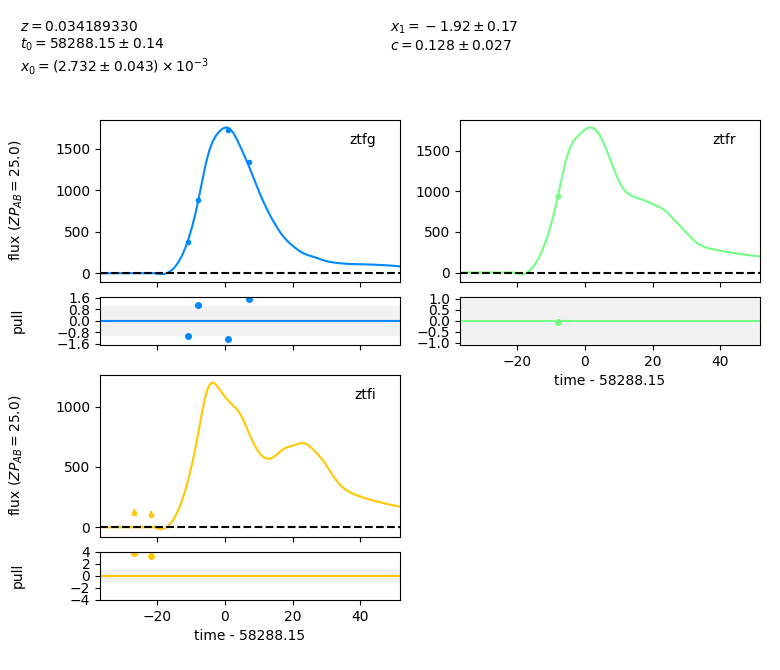 z = 0.034189330
t0 = 58288.15 ± 0.14
x0 = (2.732 ± 0.043) × 10^−3
x1 = −1.92 ± 0.17
c = 0.128 ± 0.027
flux (ZP_AB = 25.0)
1500
1000
500
0
ztfg
1500
1000
500
0
ztfr
pull
1.6
0.8
0.0
−0.8
−1.6
1.0
0.5
0.0
−0.5
−1.0
−20 0 20 40
time - 58288.15
flux (ZP_AB = 25.0)
1000
500
0
ztfi
pull
4
2
0
−2
−4
−20 0 20 40
time - 58288.15